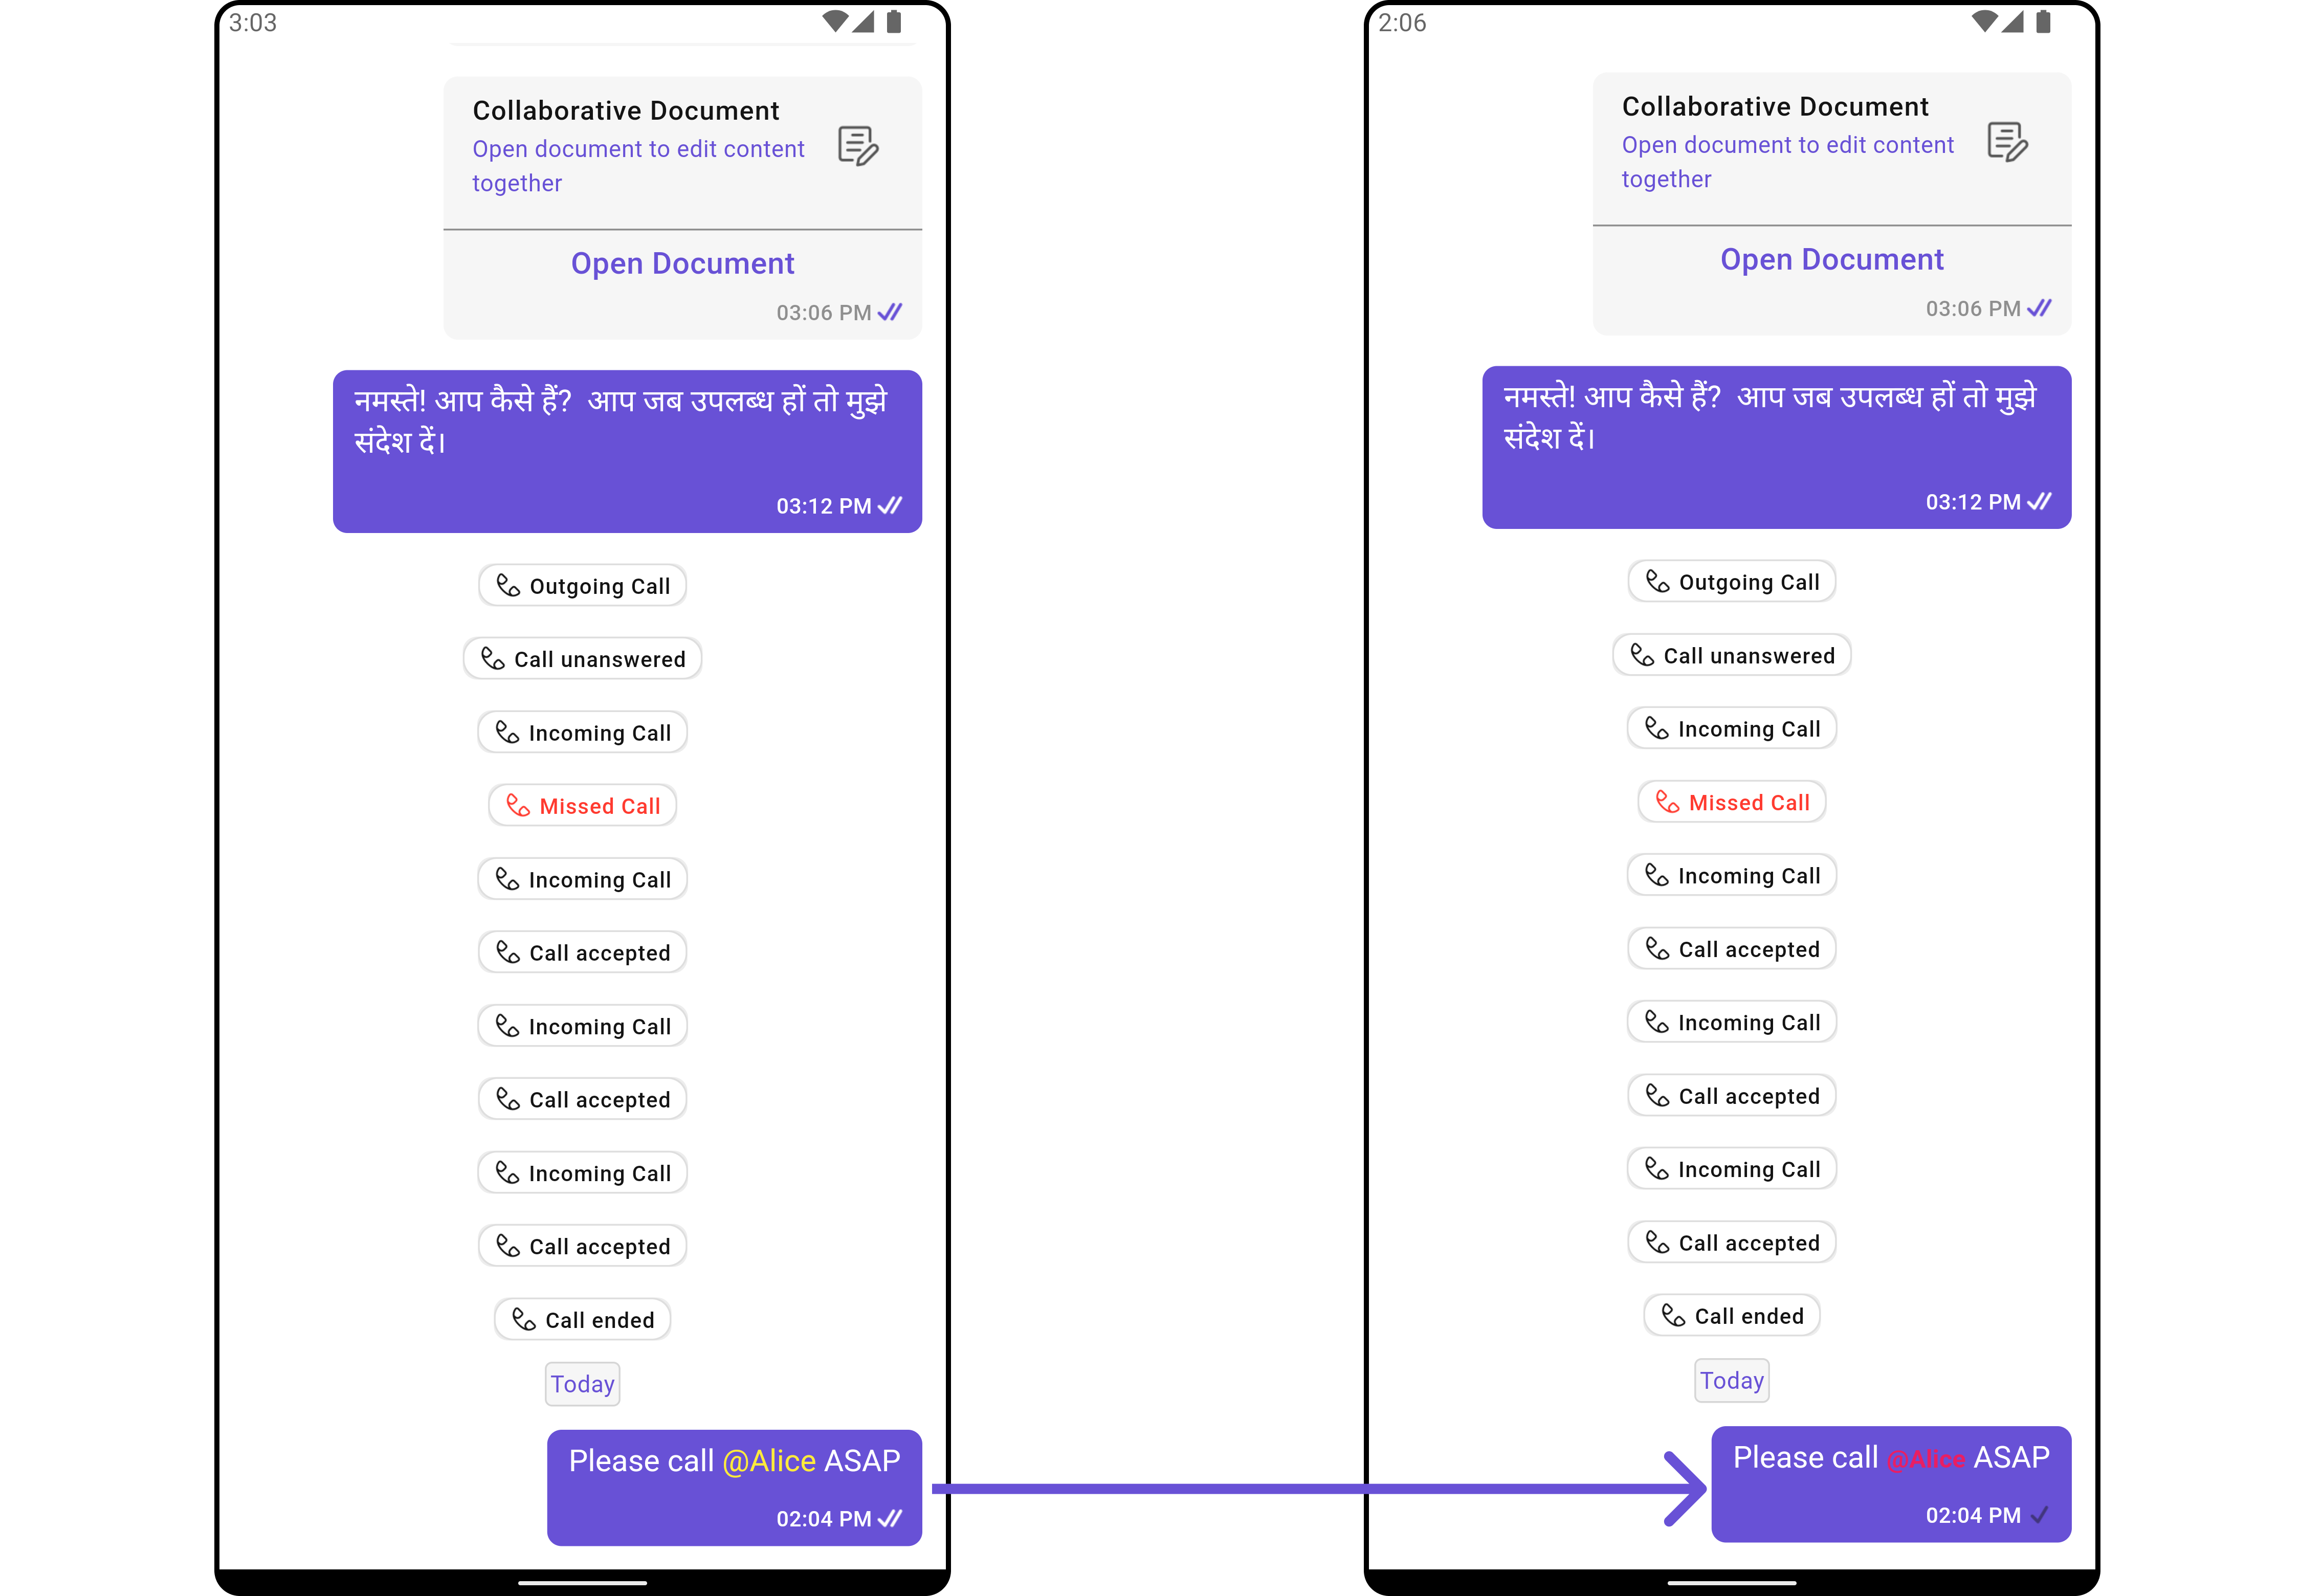 3:03
Collaborative Document
Open document to edit content
together
Open Document
03:06 PM
नमस्ते! आप कैसे हैं?  आप जब उपलब्ध हों तो मुझे
संदेश दें।
03:12 PM
Outgoing Call
Call unanswered
Incoming Call
Missed Call
Incoming Call
Call accepted
Incoming Call
Call accepted
Incoming Call
Call accepted
Call ended
Today
Please call @Alice ASAP
02:04 PM
2:06
Collaborative Document
Open document to edit content
together
Open Document
03:06 PM
नमस्ते! आप कैसे हैं?  आप जब उपलब्ध हों तो मुझे
संदेश दें।
03:12 PM
Outgoing Call
Call unanswered
Incoming Call
Missed Call
Incoming Call
Call accepted
Incoming Call
Call accepted
Incoming Call
Call accepted
Call ended
Today
Please call @Alice ASAP
02:04 PM